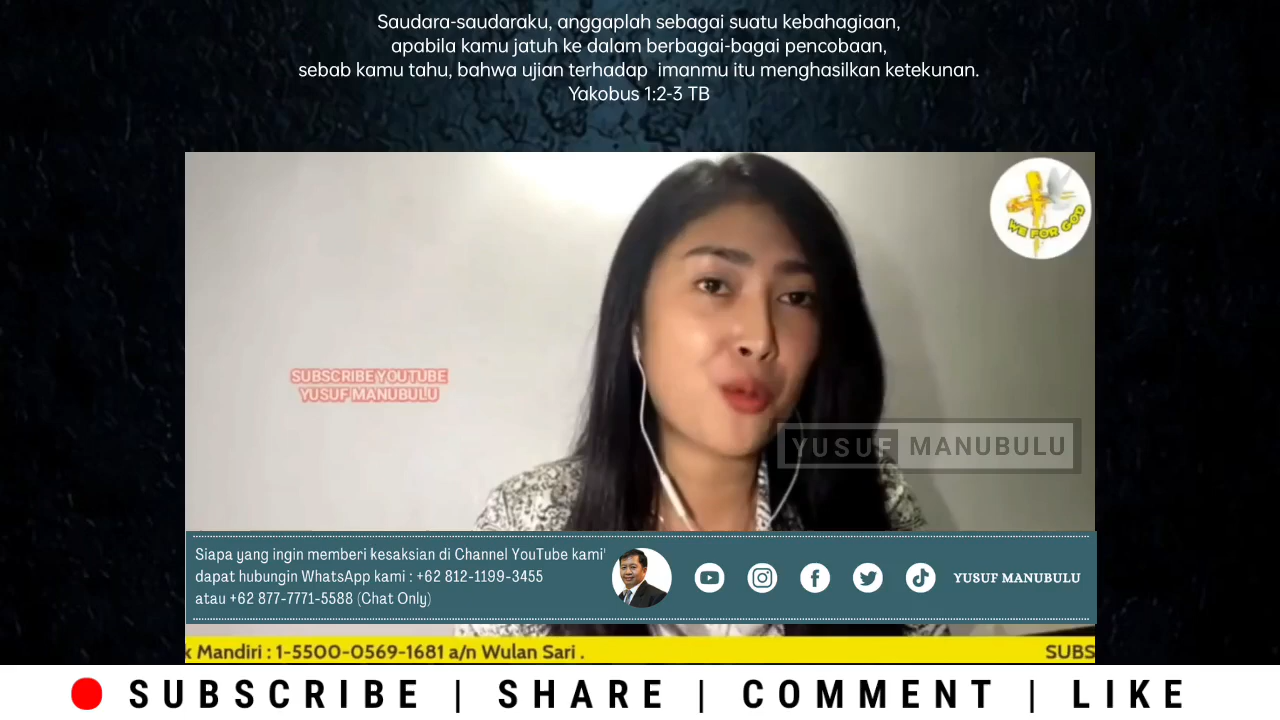 Saudara-saudaraku, anggaplah sebagai suatu kebahagiaan,
apabila kamu jatuh ke dalam berbagai-bagai pencobaan,
sebab kamu tahu, bahwa ujian terhadap  imanmu itu menghasilkan ketekunan.
Yakobus 1:2-3 TB
WE FOR GOD
SUBSCRIBE YOUTUBE
YUSUF MANUBULU
YUSUF MANUBULU
Siapa yang ingin memberi kesaksian di Channel YouTube kami'
dapat hubungin WhatsApp kami : +62 812-1199-3455
atau +62 877-7771-5588 (Chat Only)
YUSUF MANUBULU
k Mandiri : 1-5500-0569-1681 a/n Wulan Sari . SUBS
SUBSCRIBE | SHARE | COMMENT | LIKE